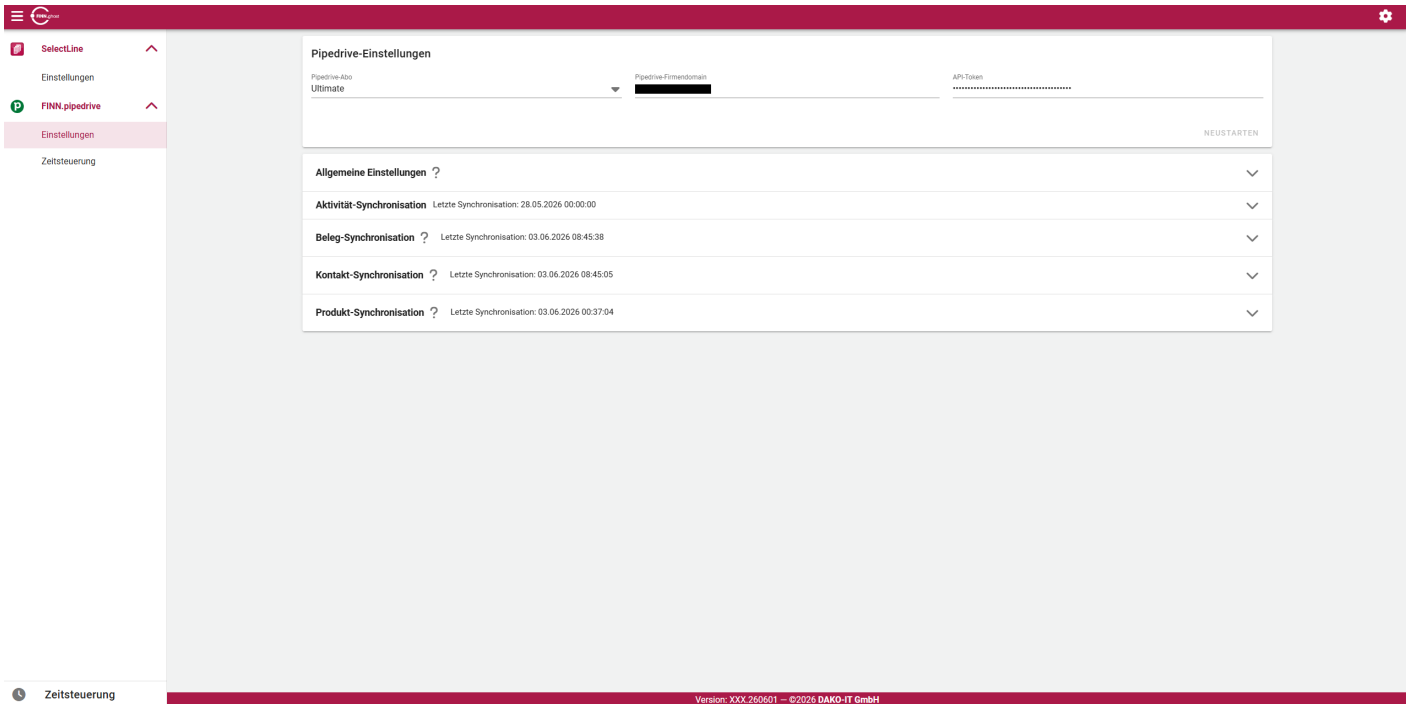 FINN.ghost
SelectLine
Einstellungen
FINN.pipedrive
Einstellungen
Zeitsteuerung
Pipedrive-Einstellungen
Pipedrive-Abo
Ultimate
Pipedrive-Firmendomain
API-Token
NEUSTARTEN
Allgemeine Einstellungen ?
Aktivität-Synchronisation Letzte Synchronisation: 28.05.2026 00:00:00
Beleg-Synchronisation ? Letzte Synchronisation: 03.06.2026 08:45:38
Kontakt-Synchronisation ? Letzte Synchronisation: 03.06.2026 08:45:05
Produkt-Synchronisation ? Letzte Synchronisation: 03.06.2026 00:37:04
Zeitsteuerung
Version: XXX.260601 — ©2026 DAKO-IT GmbH